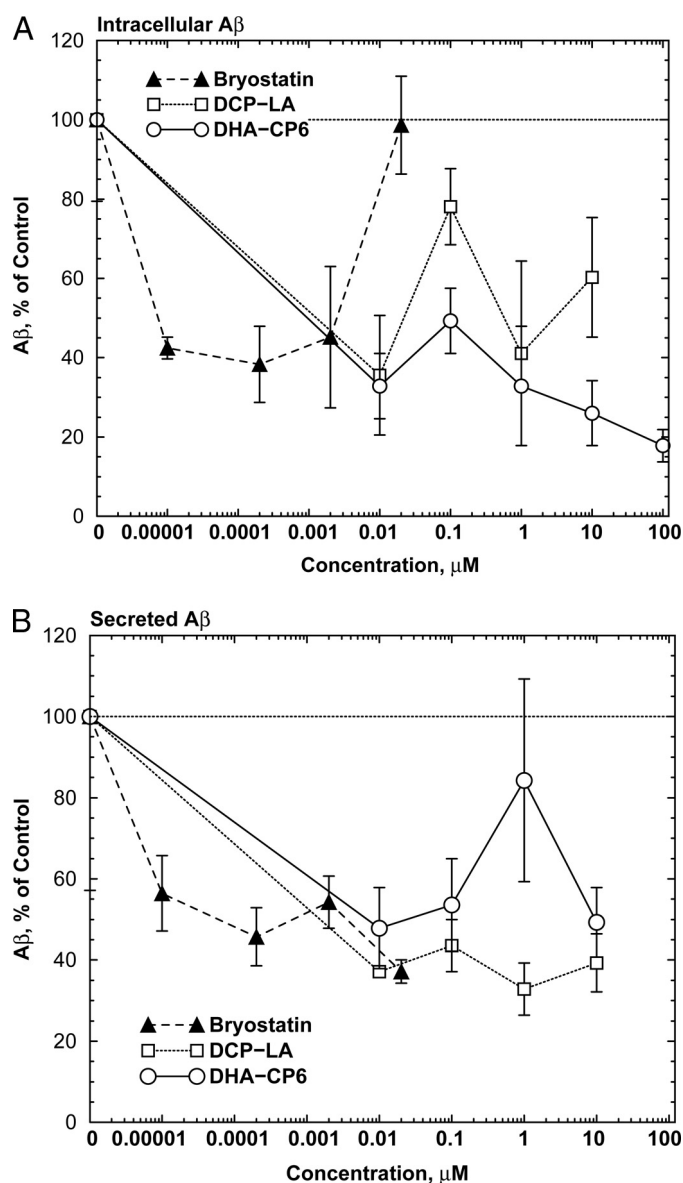 A
Intracellular Aβ
120
Bryostatin
DCP–LA
DHA–CP6
100
80
60
40
20
0
Aβ, % of Control
0 0.00001 0.0001 0.001 0.01 0.1 1 10 100
Concentration, μM
B
Secreted Aβ
120
100
80
60
40
20
0
Aβ, % of Control
Bryostatin
DCP–LA
DHA–CP6
0 0.00001 0.0001 0.001 0.01 0.1 1 10
Concentration, μM